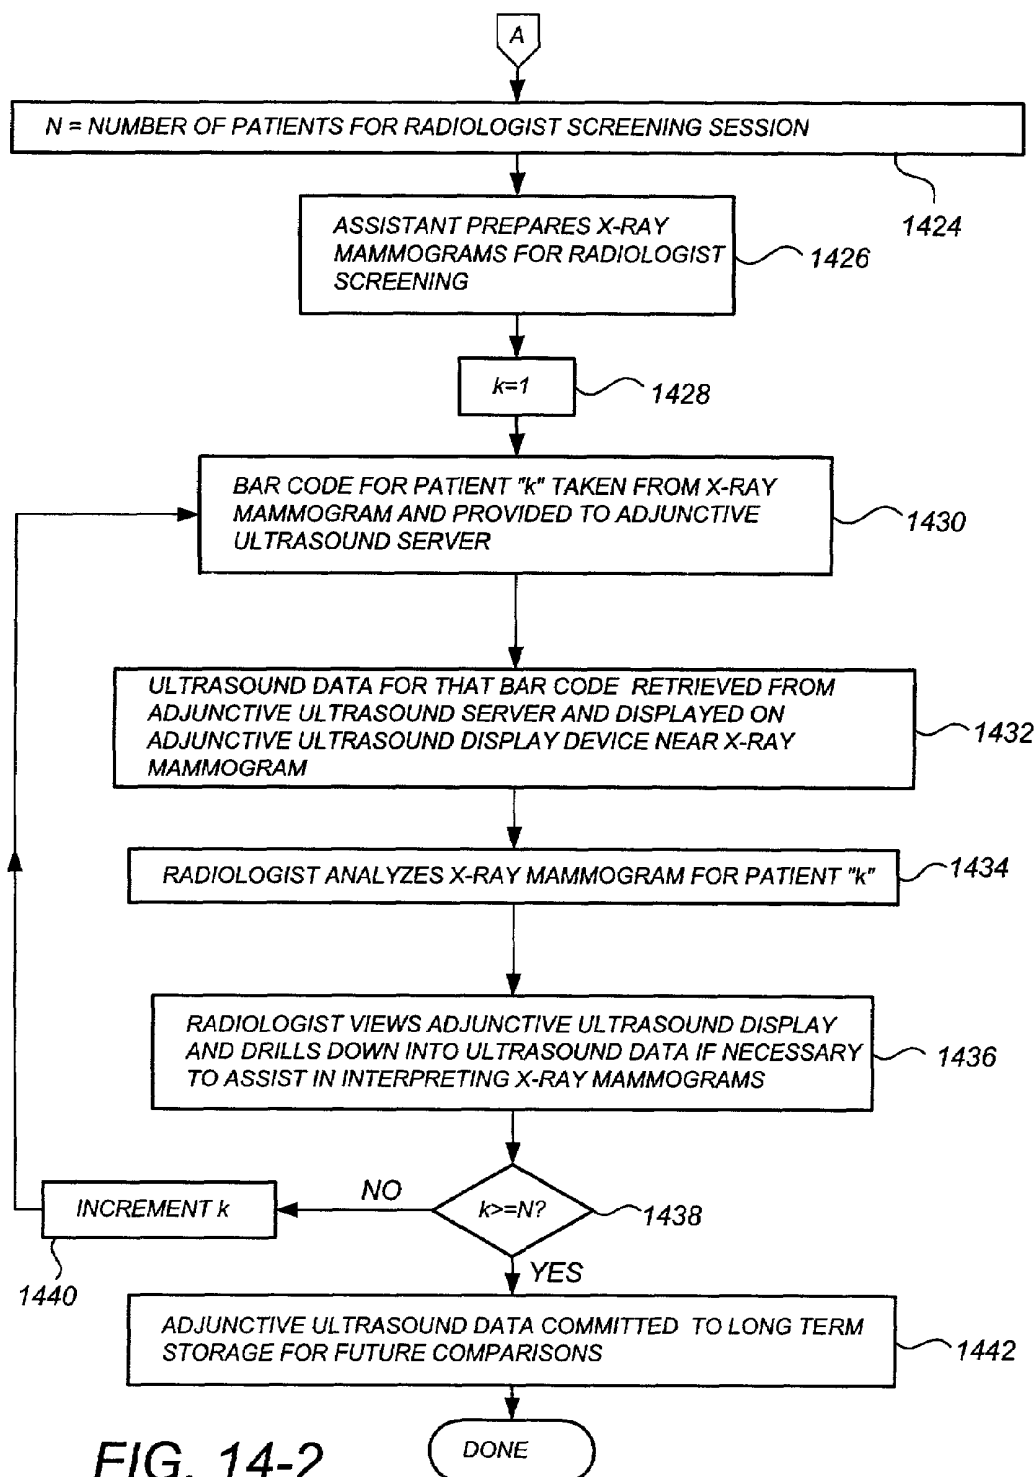 A
N = NUMBER OF PATIENTS FOR RADIOLOGIST SCREENING SESSION
1424
ASSISTANT PREPARES X-RAY
MAMMOGRAMS FOR RADIOLOGIST
SCREENING
1426
k=1
1428
BAR CODE FOR PATIENT "k" TAKEN FROM X-RAY
MAMMOGRAM AND PROVIDED TO ADJUNCTIVE
ULTRASOUND SERVER
1430
ULTRASOUND DATA FOR THAT BAR CODE RETRIEVED FROM
ADJUNCTIVE ULTRASOUND SERVER AND DISPLAYED ON
ADJUNCTIVE ULTRASOUND DISPLAY DEVICE NEAR X-RAY
MAMMOGRAM
1432
RADIOLOGIST ANALYZES X-RAY MAMMOGRAM FOR PATIENT "k"
1434
RADIOLOGIST VIEWS ADJUNCTIVE ULTRASOUND DISPLAY
AND DRILLS DOWN INTO ULTRASOUND DATA IF NECESSARY
TO ASSIST IN INTERPRETING X-RAY MAMMOGRAMS
1436
k>=N?
1438
NO
INCREMENT k
1440
YES
ADJUNCTIVE ULTRASOUND DATA COMMITTED TO LONG TERM
STORAGE FOR FUTURE COMPARISONS
1442
DONE
FIG. 14-2